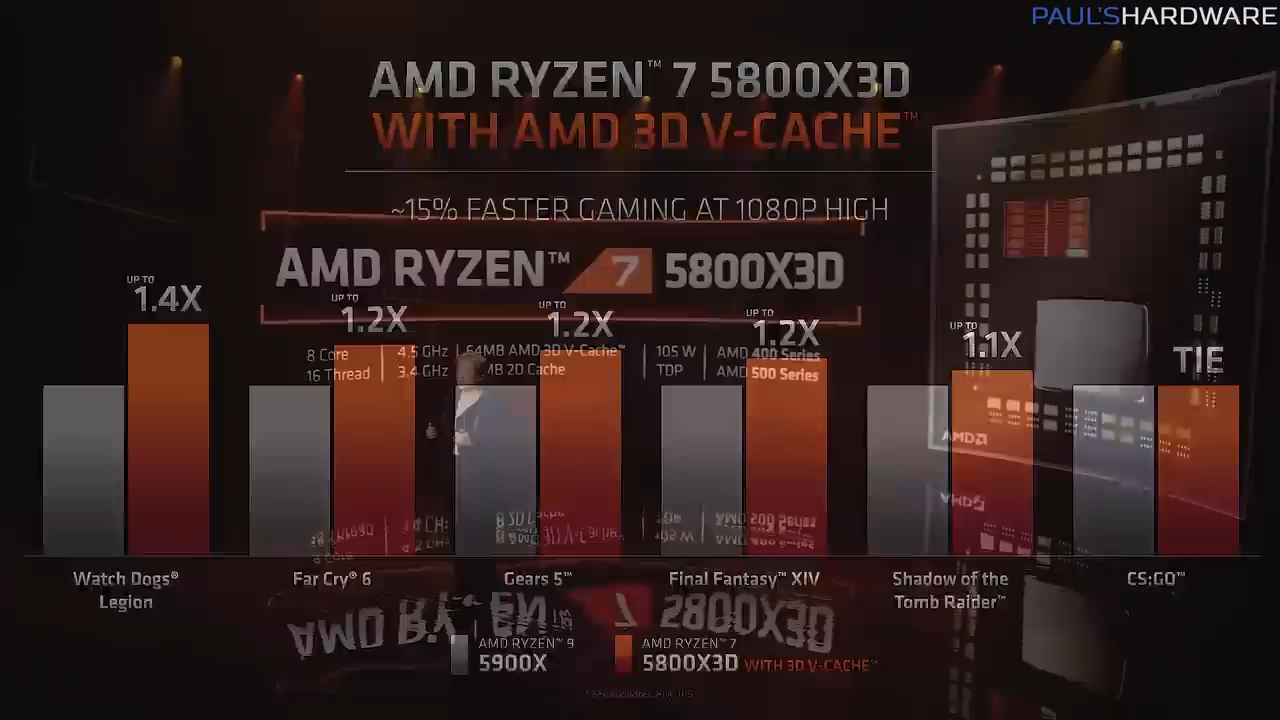 PAUL'SHARDWARE
AMD RYZEN™ 7 5800X3D
WITH AMD 3D V-CACHE™
~15% FASTER GAMING AT 1080P HIGH
AMD RYZEN™ 7 5800X3D
UP TO
1.4X
UP TO
1.2X
UP TO
1.2X
UP TO
1.2X
UP TO
1.1X
TIE
8 Core
16 Thread
4.5 GHz
3.4 GHz
64MB AMD 3D V-Cache™
MB 2D Cache
105 W
TDP
AMD 400 Series
AMD 500 Series
AMD
Watch Dogs®
Legion
Far Cry® 6
Gears 5™
Final Fantasy™ XIV
Shadow of the
Tomb Raider™
CS:GO™
AMD RYZEN™ 9
5900X
AMD RYZEN™ 7
5800X3D WITH 3D V-CACHE™